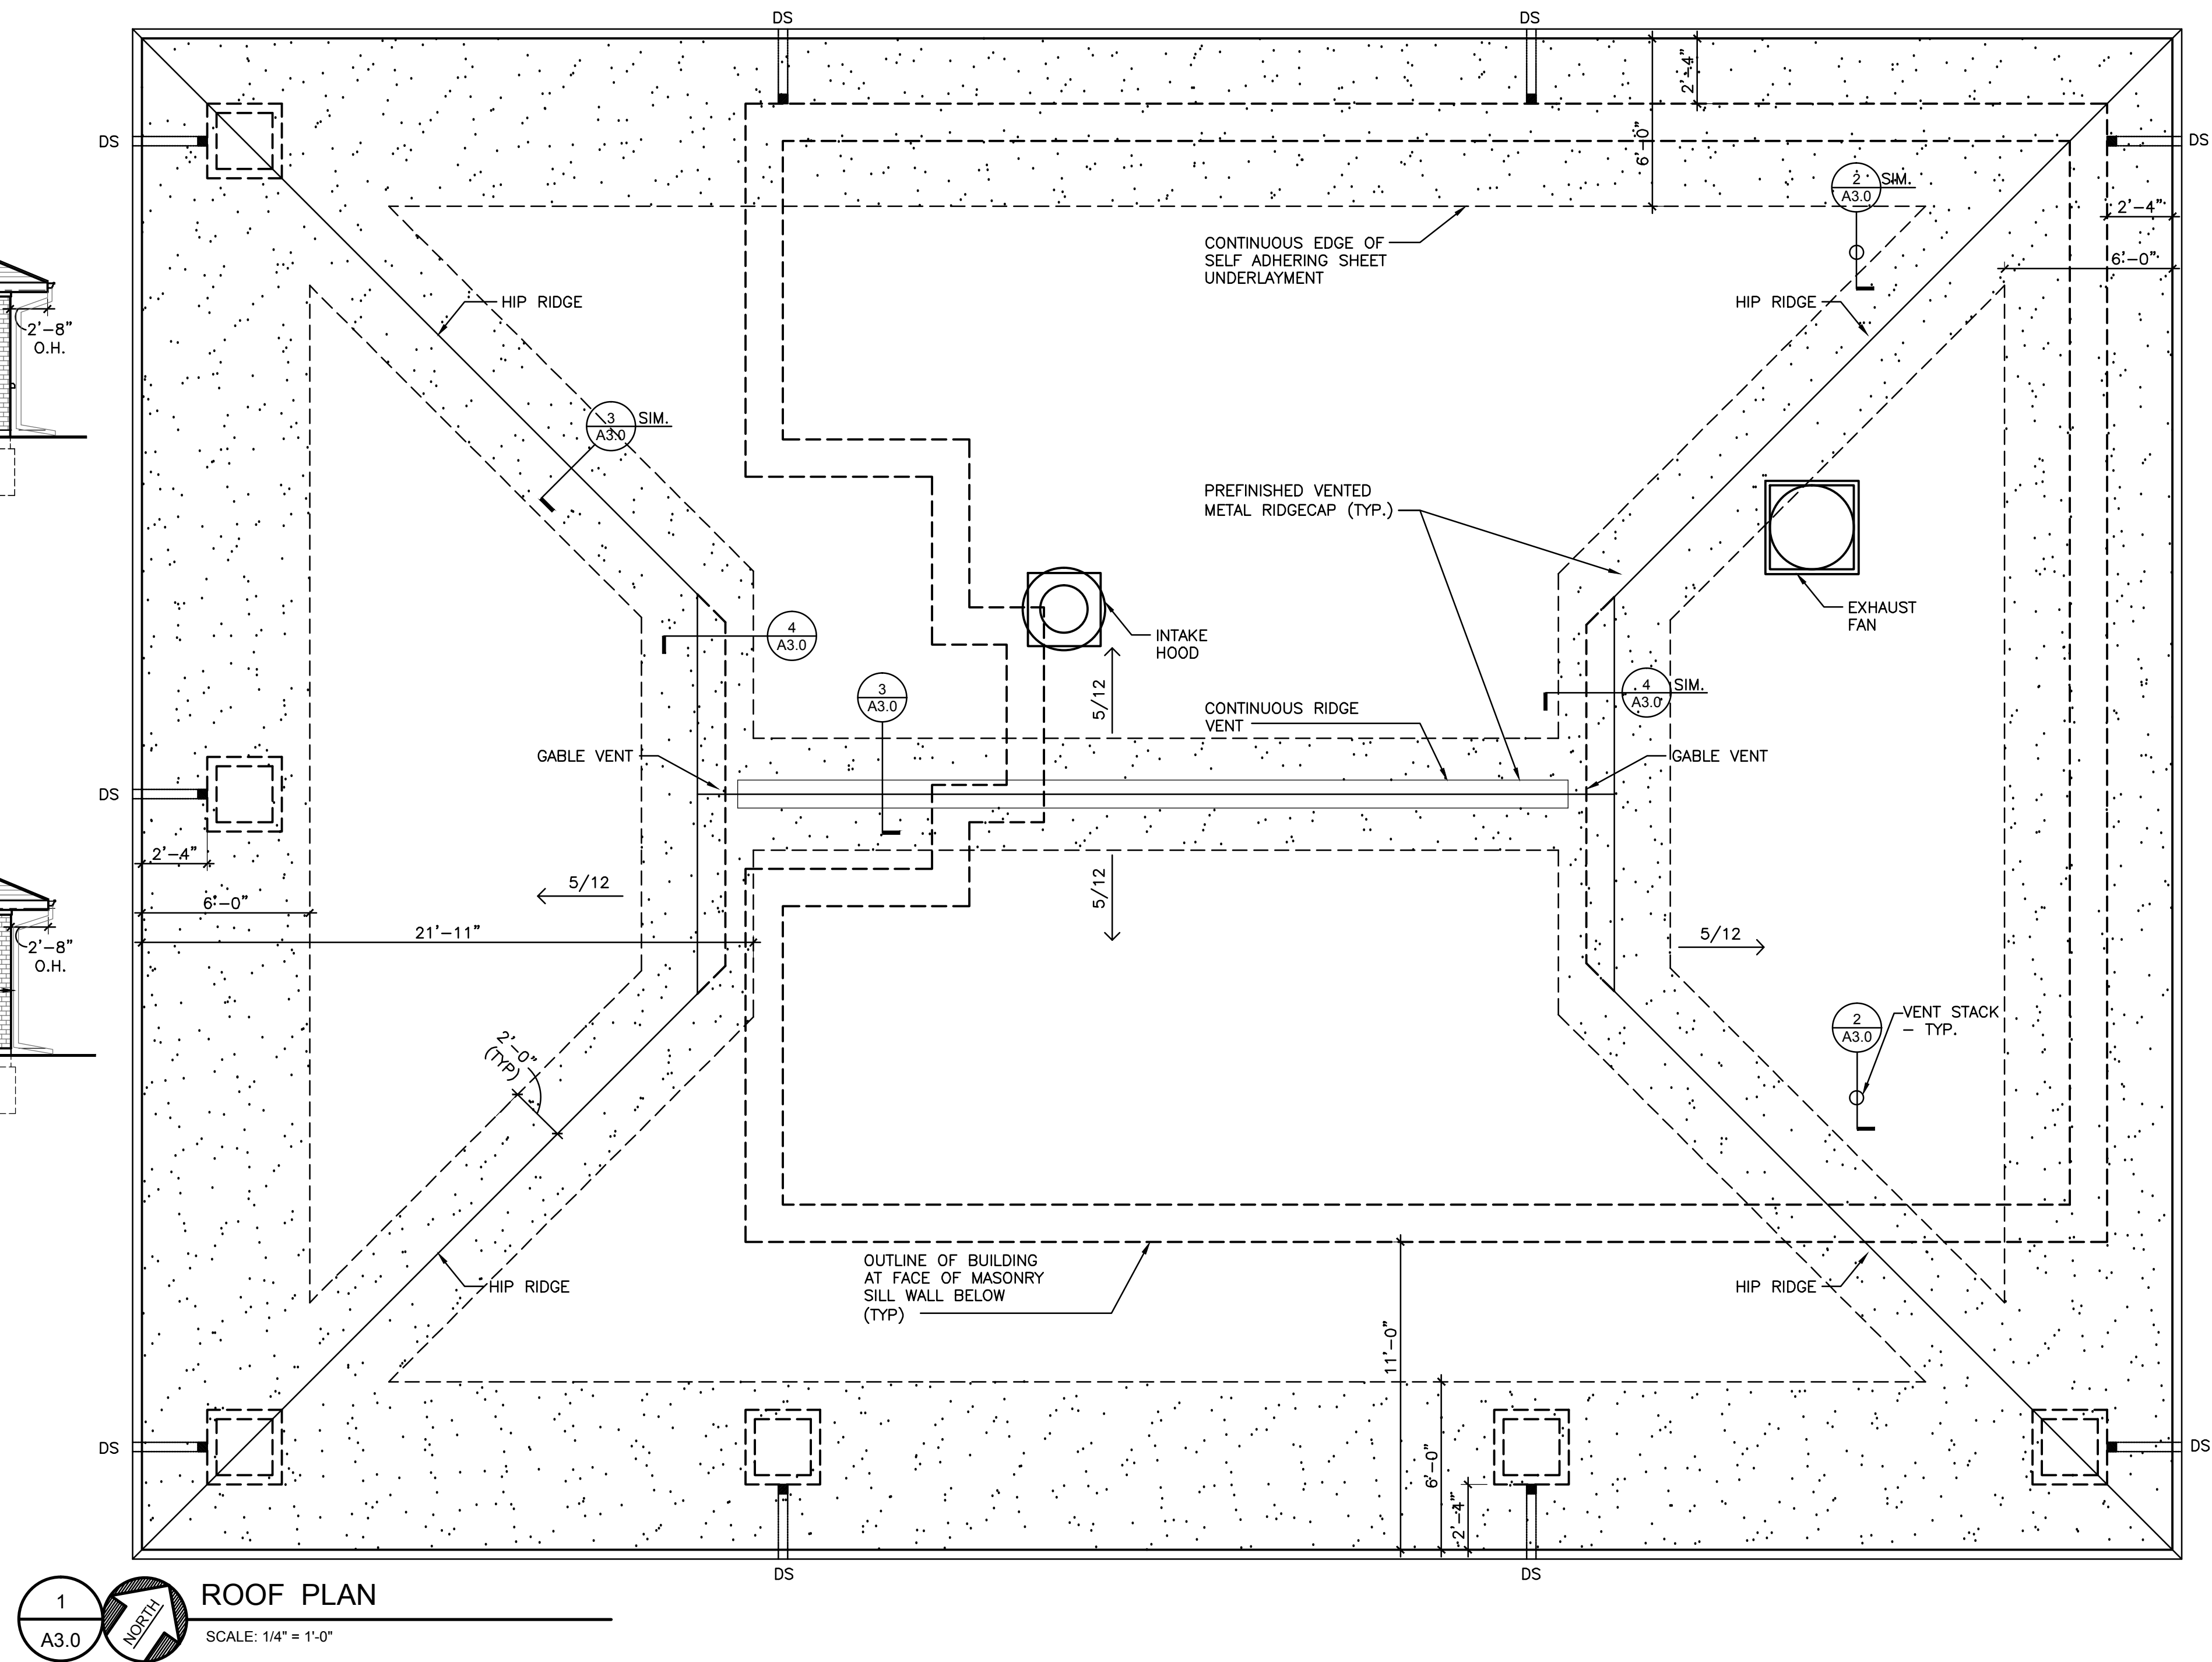 DS
DS
2'-4"
DS
DS
6'-0"
2
A3.0
SIM.
2'-4"
CONTINUOUS EDGE OF
SELF ADHERING SHEET
UNDERLAYMENT
6'-0"
HIP RIDGE
HIP RIDGE
2'-8"
O.H.
3
A3.0
SIM.
PREFINISHED VENTED
METAL RIDGECAP (TYP.)
EXHAUST
FAN
INTAKE
HOOD
4
A3.0
5/12
3
A3.0
4
A3.0
SIM.
CONTINUOUS RIDGE
VENT
GABLE VENT
GABLE VENT
DS
2'-4"
5/12
5/12
6'-0"
21'-11"
5/12
2'-8"
O.H.
2'-0"
(TYP)
2
A3.0
VENT STACK
- TYP.
OUTLINE OF BUILDING
AT FACE OF MASONRY
SILL WALL BELOW
(TYP)
HIP RIDGE
HIP RIDGE
11'-0"
6'-0"
2'-4"
DS
DS
DS
DS
1
A3.0
NORTH
ROOF PLAN
SCALE: 1/4" = 1'-0"